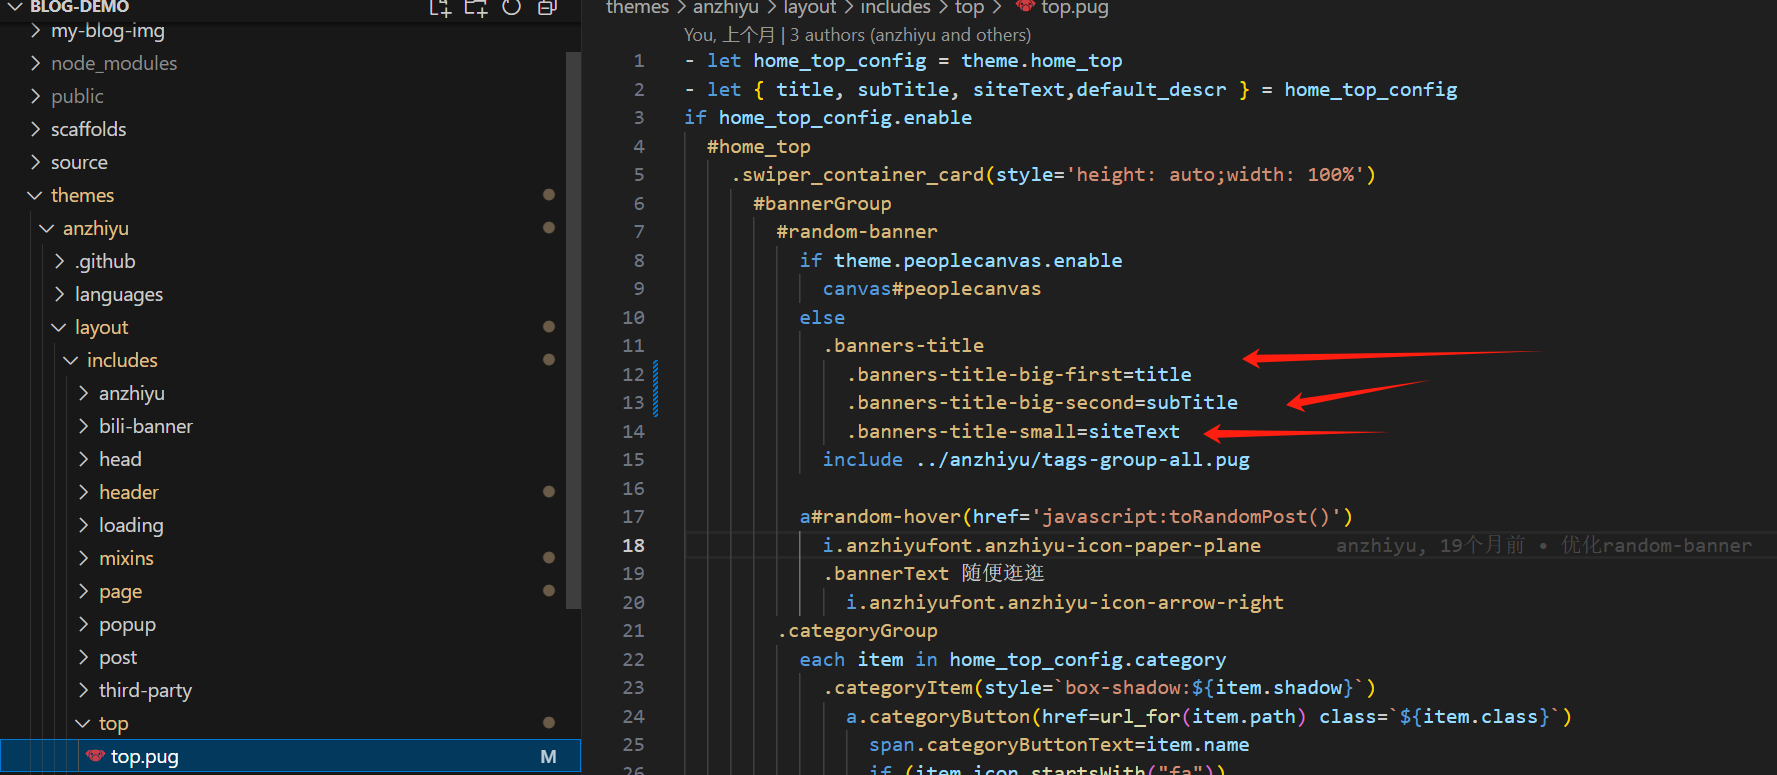 BLOG-DEMO
my-blog-img
node_modules
public
scaffolds
source
themes
anzhiyu
.github
languages
layout
includes
anzhiyu
bili-banner
head
header
loading
mixins
page
popup
post
third-party
top
top.pug M
themes > anzhiyu > layout > includes > top > top.pug
You, 上个月 | 3 authors (anzhiyu and others)
1 - let home_top_config = theme.home_top
2 - let { title, subTitle, siteText,default_descr } = home_top_config
3 if home_top_config.enable
4 #home_top
5 .swiper_container_card(style='height: auto;width: 100%')
6 #bannerGroup
7 #random-banner
8 if theme.peoplecanvas.enable
9 canvas#peoplecanvas
10 else
11 .banners-title
12 .banners-title-big-first=title
13 .banners-title-big-second=subTitle
14 .banners-title-small=siteText
15 include ../anzhiyu/tags-group-all.pug
16
17 a#random-hover(href='javascript:toRandomPost()')
18 i.anzhiyufont.anzhiyu-icon-paper-plane anzhiyu, 19个月前 • 优化random-banner
19 .bannerText 随便逛逛
20 i.anzhiyufont.anzhiyu-icon-arrow-right
21 .categoryGroup
22 each item in home_top_config.category
23 .categoryItem(style=`box-shadow:${item.shadow}`)
24 a.categoryButton(href=url_for(item.path) class=`${item.class}`)
25 span.categoryButtonText=item.name
26 if (item.icon.startsWith("fa"))